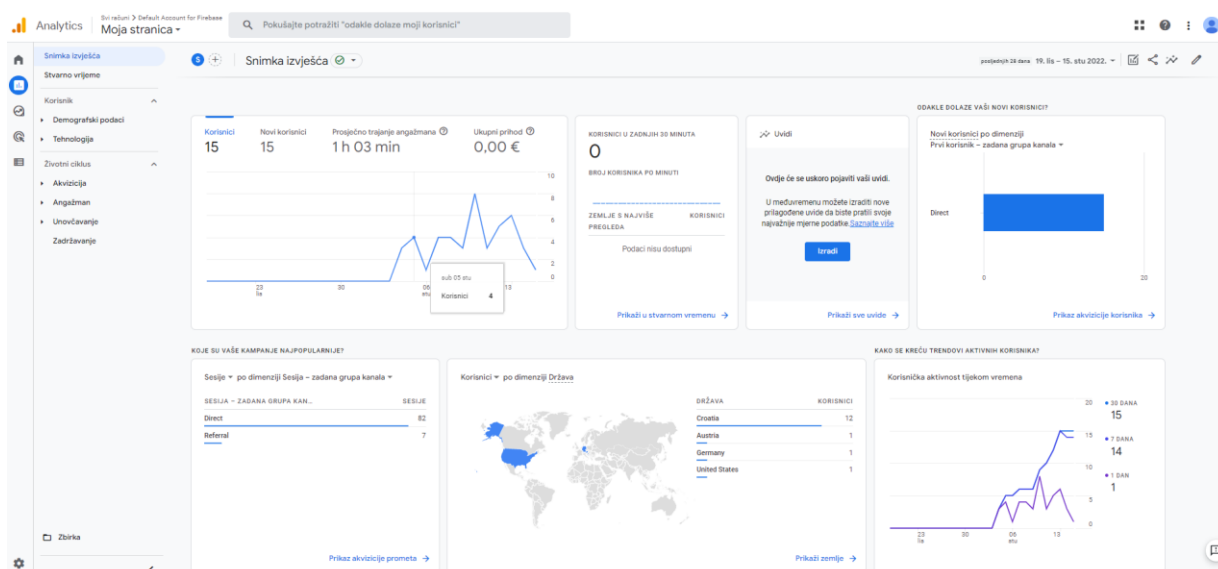 Analytics
Svi računi > Default Account for Firebase
Moja stranica
Pokušajte potražiti "odakle dolaze moji korisnici"
Snimka izvješća
Stvarno vrijeme
Korisnik
Demografski podaci
Tehnologija
Životni ciklus
Akvizicija
Angažman
Unovčavanje
Zadržavanje
Zbirka
S
Snimka izvješća
posljednjih 28 dana 19. lis – 15. stu 2022.
Korisnici
15
Novi korisnici
15
Prosječno trajanje angažmana
1 h 03 min
Ukupni prihod
0,00 €
10
8
6
4
2
0
23
lis
30
06
stu
13
sub 05 stu
Korisnici 4
KORISNICI U ZADNJIH 30 MINUTA
0
BROJ KORISNIKA PO MINUTI
ZEMLJE S NAJVIŠE PREGLEDA
KORISNICI
Podaci nisu dostupni
Prikaži u stvarnom vremenu
Uvidi
Ovdje će se uskoro pojaviti vaši uvidi.
U međuvremenu možete izraditi nove
prilagođene uvide da biste pratili svoje
najvažnije mjerne podatke.Saznajte više
Izradi
Prikaži sve uvide
ODAKLE DOLAZE VAŠI NOVI KORISNICI?
Novi korisnici po dimenziji
Prvi korisnik – zadana grupa kanala
Direct
0
20
Prikaz akvizicije korisnika
KOJE SU VAŠE KAMPANJE NAJPOPULARNIJE?
Sesije po dimenziji Sesija – zadana grupa kanala
SESIJA – ZADANA GRUPA KAN... SESIJE
Direct 82
Referral 7
Prikaz akvizicije prometa
Korisnici po dimenziji Država
DRŽAVA KORISNICI
Croatia 12
Austria 1
Germany 1
United States 1
Prikaži zemlje
KAKO SE KREĆU TRENDOVI AKTIVNIH KORISNIKA?
Korisnička aktivnost tijekom vremena
20
15
10
5
0
23
lis
30
06
stu
13
30 DANA
15
7 DANA
14
1 DAN
1